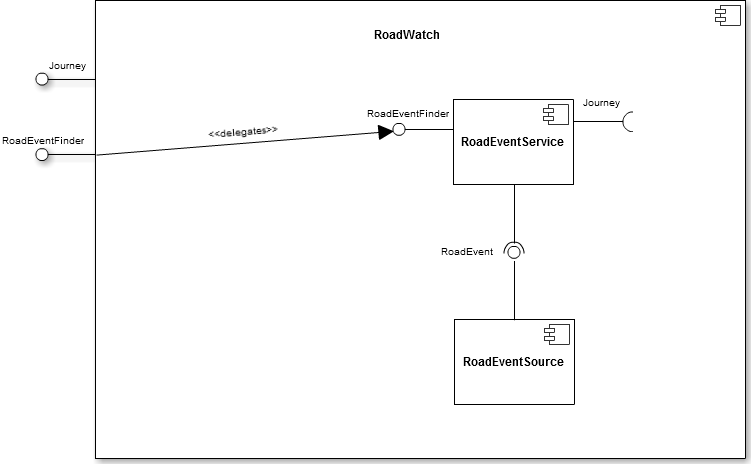 RoadWatch
Journey
RoadEventFinder
<<delegates>>
RoadEventFinder
RoadEventService
Journey
RoadEvent
RoadEventSource